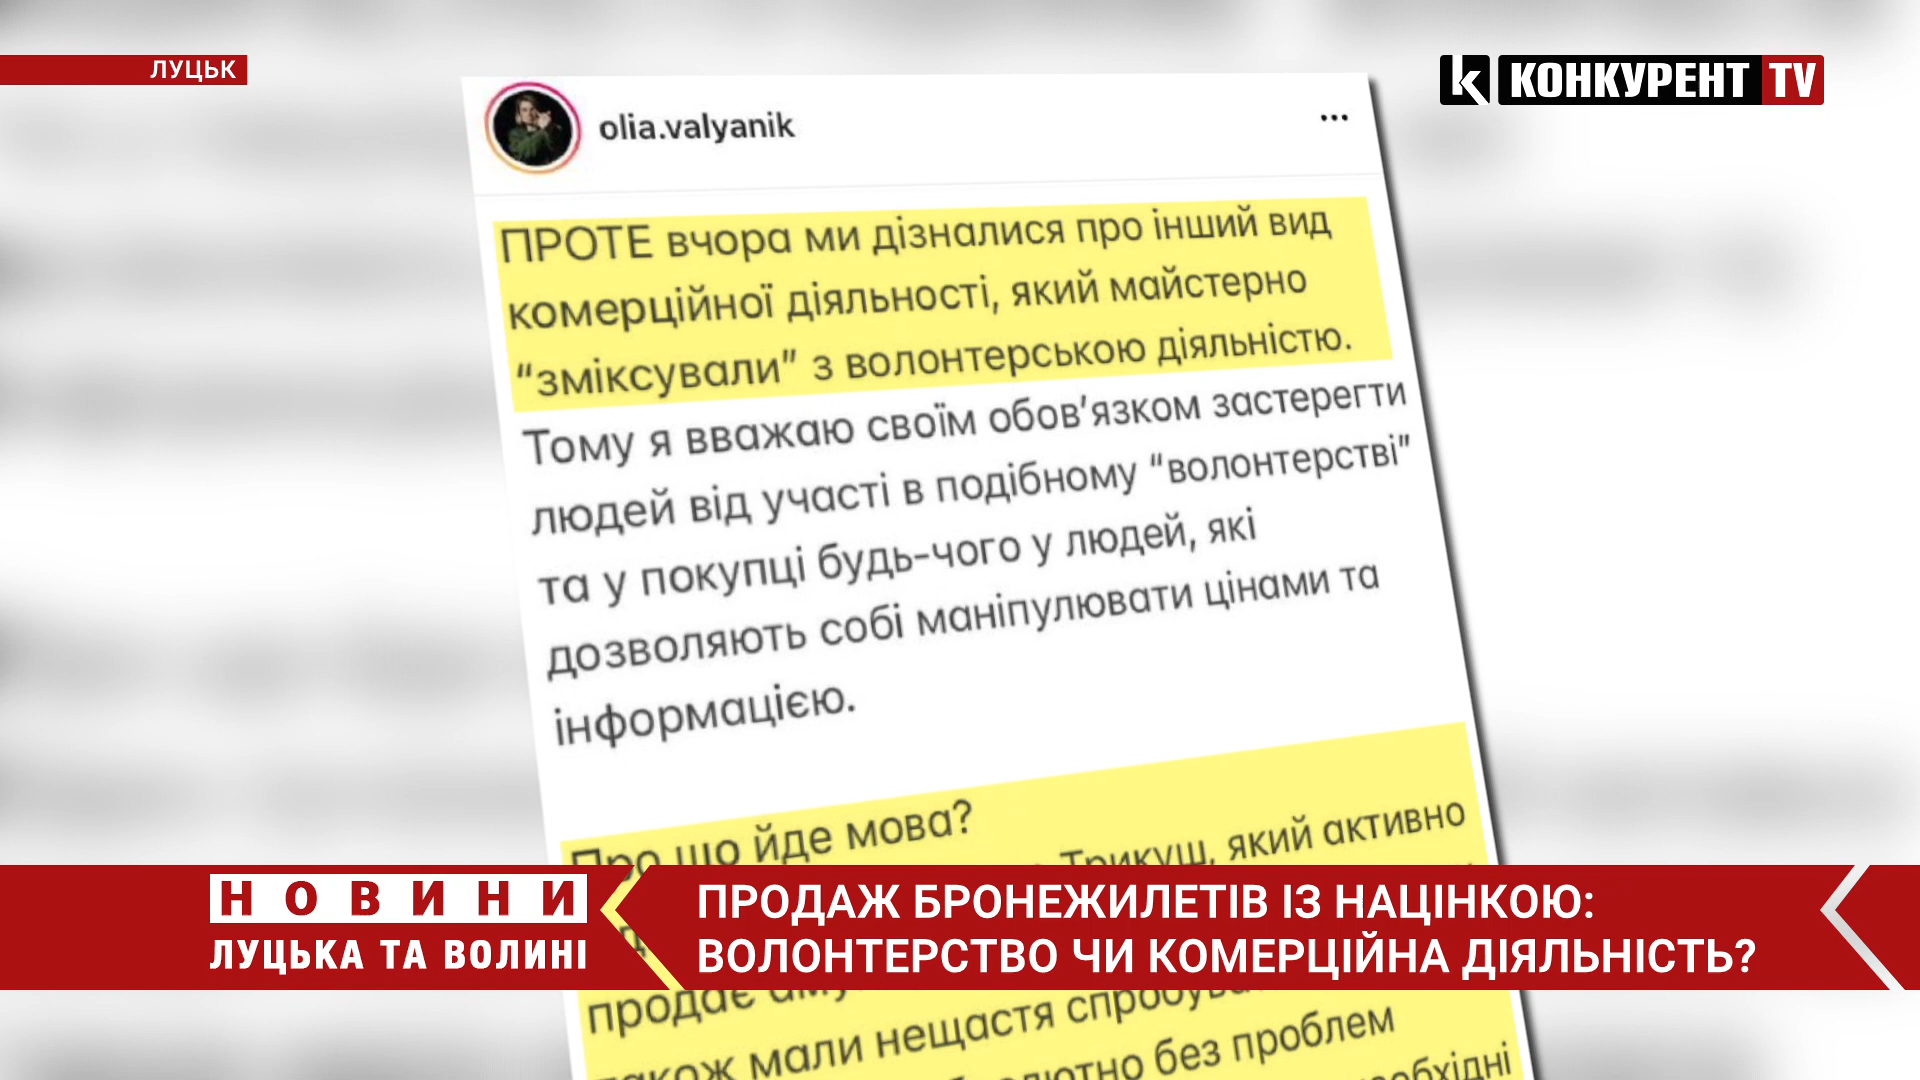 ЛУЦЬК
K КОНКУРЕНТ TV
olia.valyanik
ПРОТЕ вчора ми дізналися про інший вид
комерційної діяльності, який майстерно
“зміксували” з волонтерською діяльністю.
Тому я вважаю своїм обов’язком застерегти
людей від участі в подібному “волонтерстві”
та у покупці будь-чого у людей, які
дозволяють собі маніпулювати цінами та
інформацією.
Про що йде мова?
Трикуш, який активно
продає
також мали нещастя
без проблем
НОВИНИ
ЛУЦЬКА ТА ВОЛИНІ
ПРОДАЖ БРОНЕЖИЛЕТІВ ІЗ НАЦІНКОЮ:
ВОЛОНТЕРСТВО ЧИ КОМЕРЦІЙНА ДІЯЛЬНІСТЬ?